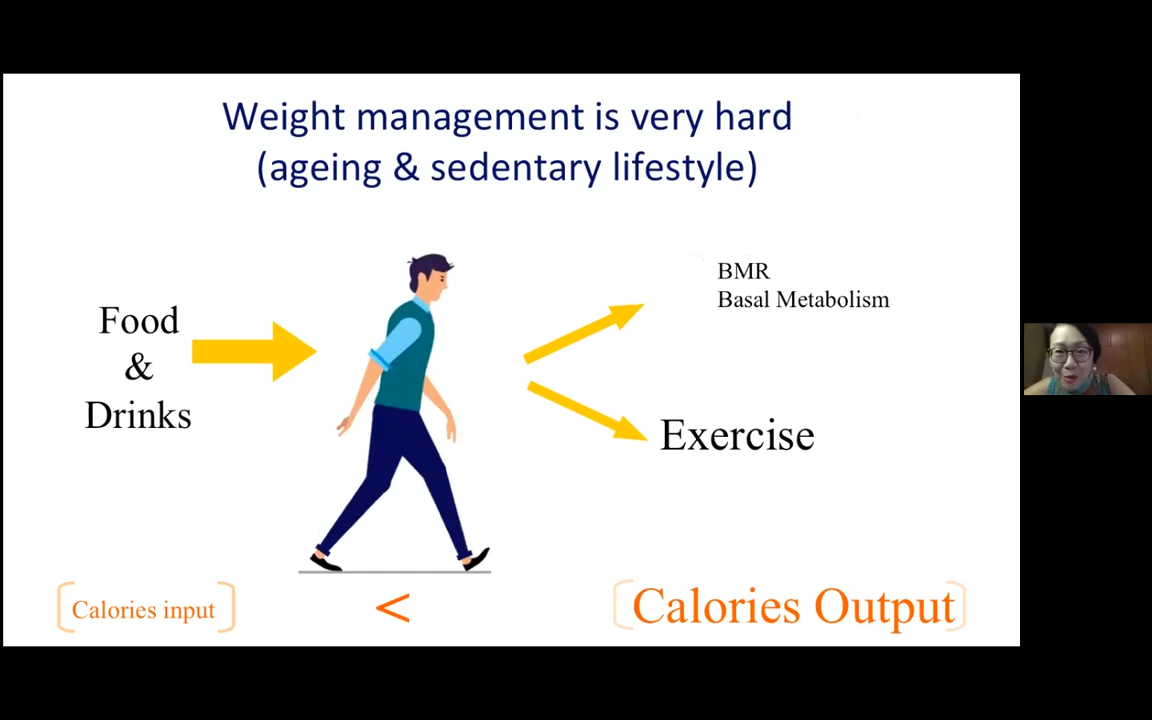 Weight management is very hard
(ageing & sedentary lifestyle)
Food
&
Drinks
BMR
Basal Metabolism
Exercise
Calories input
<
Calories Output